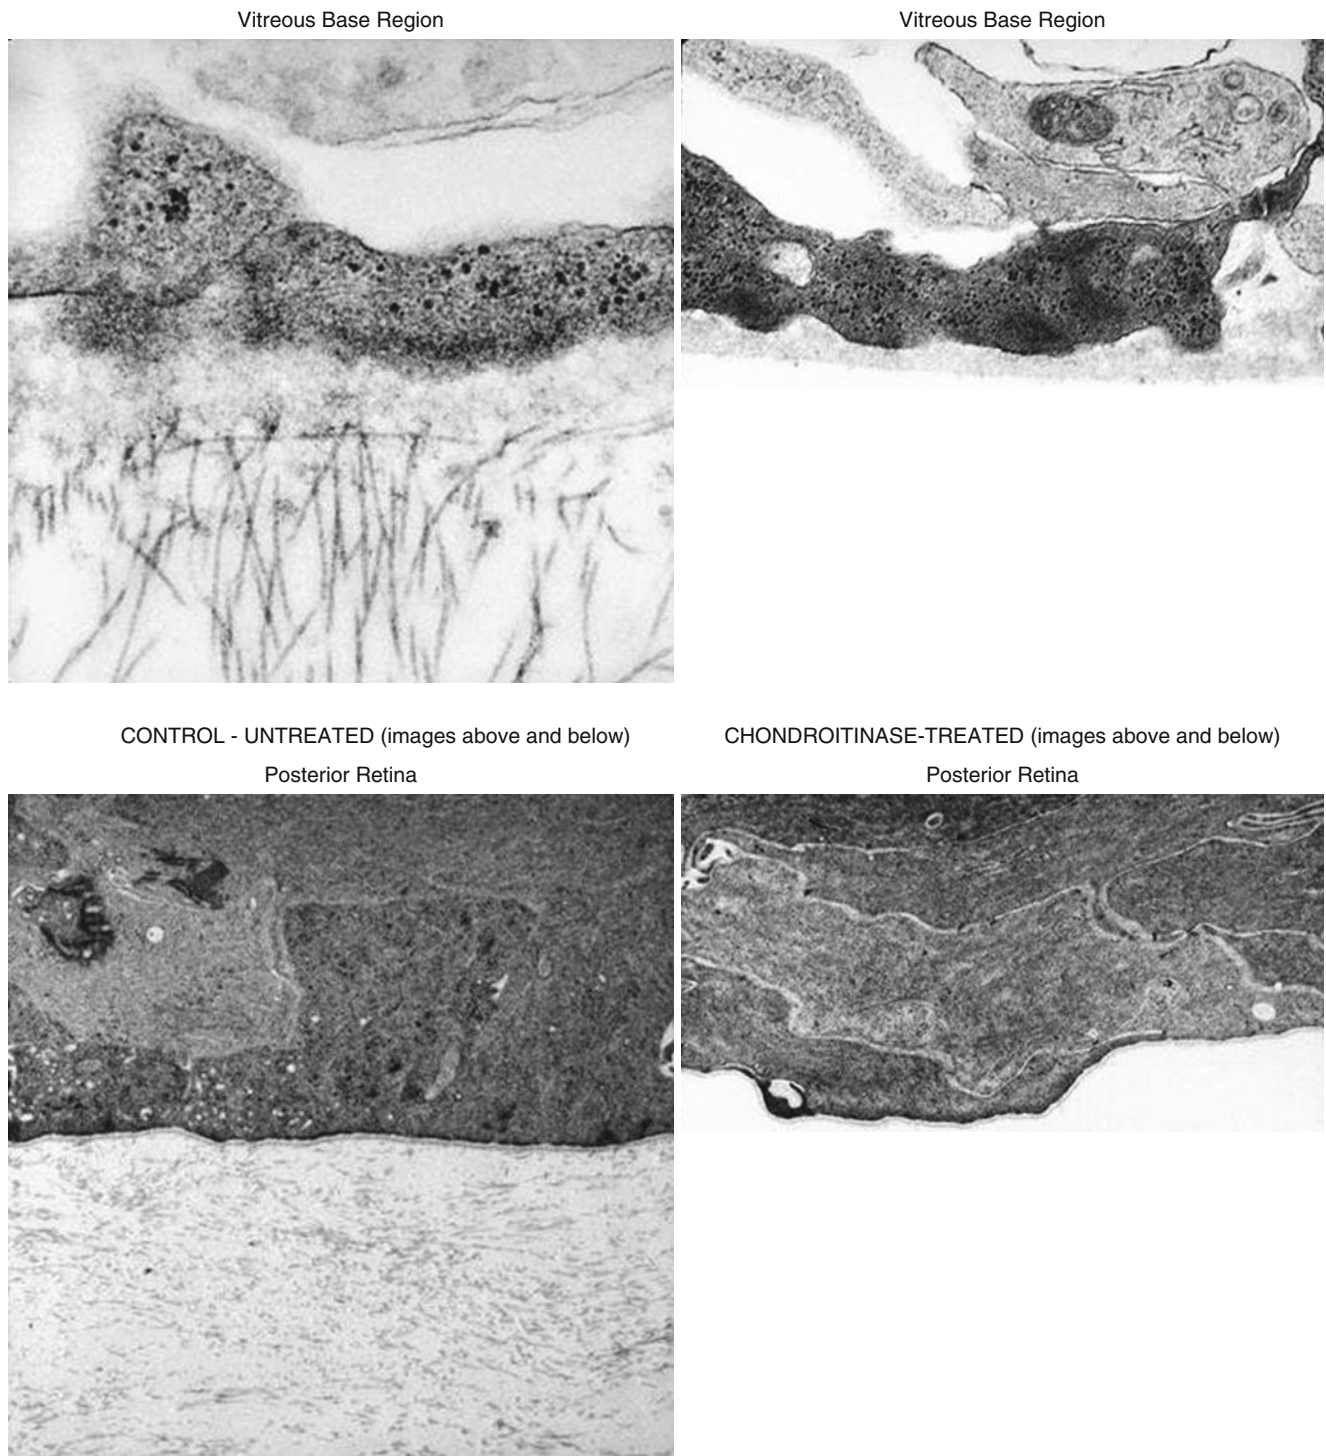 Vitreous Base Region
Vitreous Base Region
CONTROL - UNTREATED (images above and below)
CHONDROITINASE-TREATED (images above and below)
Posterior Retina
Posterior Retina